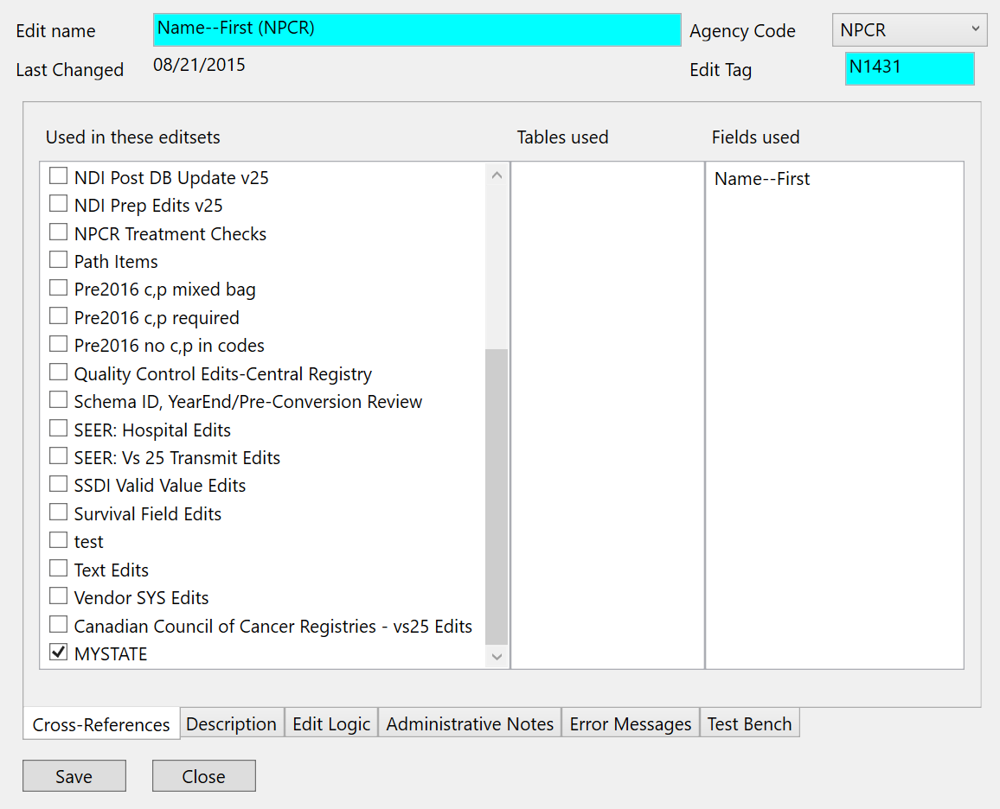 Edit name Name--First (NPCR) Agency Code NPCR
Last Changed 08/21/2015 Edit Tag N1431
Used in these editsets Tables used Fields used
NDI Post DB Update v25 Name--First
NDI Prep Edits v25
NPCR Treatment Checks
Path Items
Pre2016 c,p mixed bag
Pre2016 c,p required
Pre2016 no c,p in codes
Quality Control Edits-Central Registry
Schema ID, YearEnd/Pre-Conversion Review
SEER: Hospital Edits
SEER: Vs 25 Transmit Edits
SSDI Valid Value Edits
Survival Field Edits
test
Text Edits
Vendor SYS Edits
Canadian Council of Cancer Registries - vs25 Edits
MYSTATE
Cross-References Description Edit Logic Administrative Notes Error Messages Test Bench
Save Close